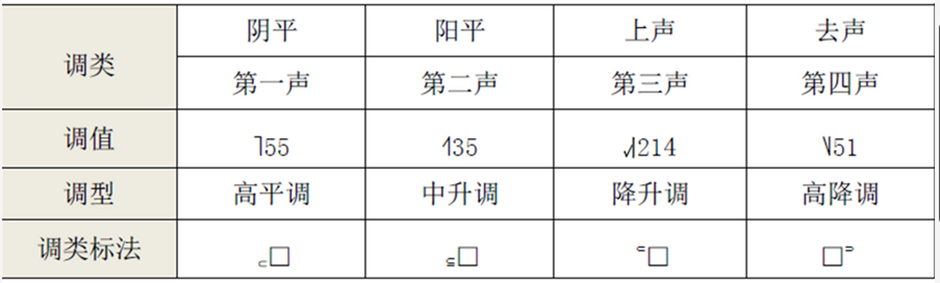 调类 阴平 阳平 上声 去声
第一声 第二声 第三声 第四声
调值 ˥55 ˧˥35 ˨˩˦214 ˥˩51
调型 高平调 中升调 降升调 高降调
调类标法 ꜀□ ꜁□ ꜂□ □꜄